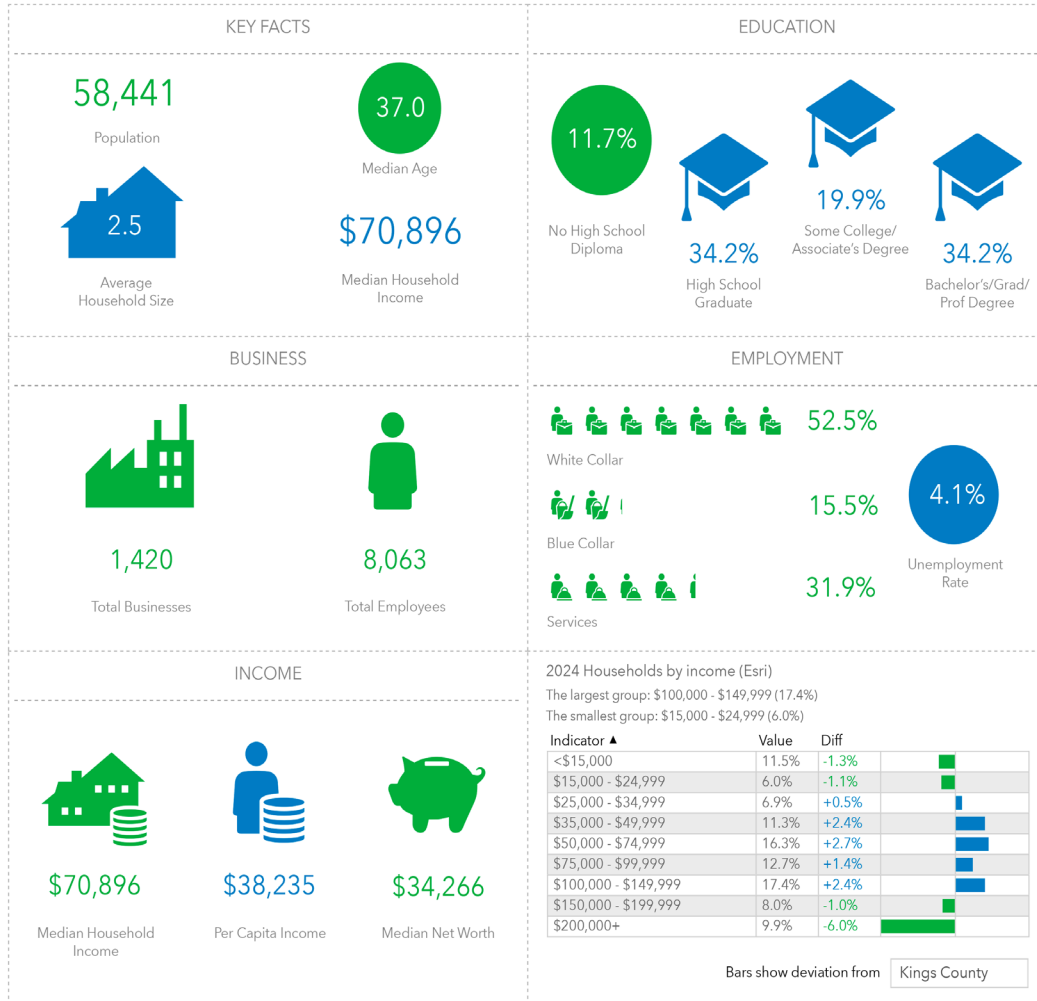 KEY FACTS
58,441
Population
37.0
Median Age
2.5
Average
Household Size
$70,896
Median Household
Income
EDUCATION
11.7%
No High School
Diploma
34.2%
High School
Graduate
19.9%
Some College/
Associate's Degree
34.2%
Bachelor's/Grad/
Prof Degree
BUSINESS
1,420
Total Businesses
8,063
Total Employees
EMPLOYMENT
52.5%
White Collar
15.5%
Blue Collar
31.9%
Services
4.1%
Unemployment
Rate
INCOME
$70,896
Median Household
Income
$38,235
Per Capita Income
$34,266
Median Net Worth
2024 Households by income (Esri)
The largest group: $100,000 - $149,999 (17.4%)
The smallest group: $15,000 - $24,999 (6.0%)
Indicator ▲ Value Diff
<$15,000 11.5% -1.3%
$15,000 - $24,999 6.0% -1.1%
$25,000 - $34,999 6.9% +0.5%
$35,000 - $49,999 11.3% +2.4%
$50,000 - $74,999 16.3% +2.7%
$75,000 - $99,999 12.7% +1.4%
$100,000 - $149,999 17.4% +2.4%
$150,000 - $199,999 8.0% -1.0%
$200,000+ 9.9% -6.0%
Bars show deviation from Kings County